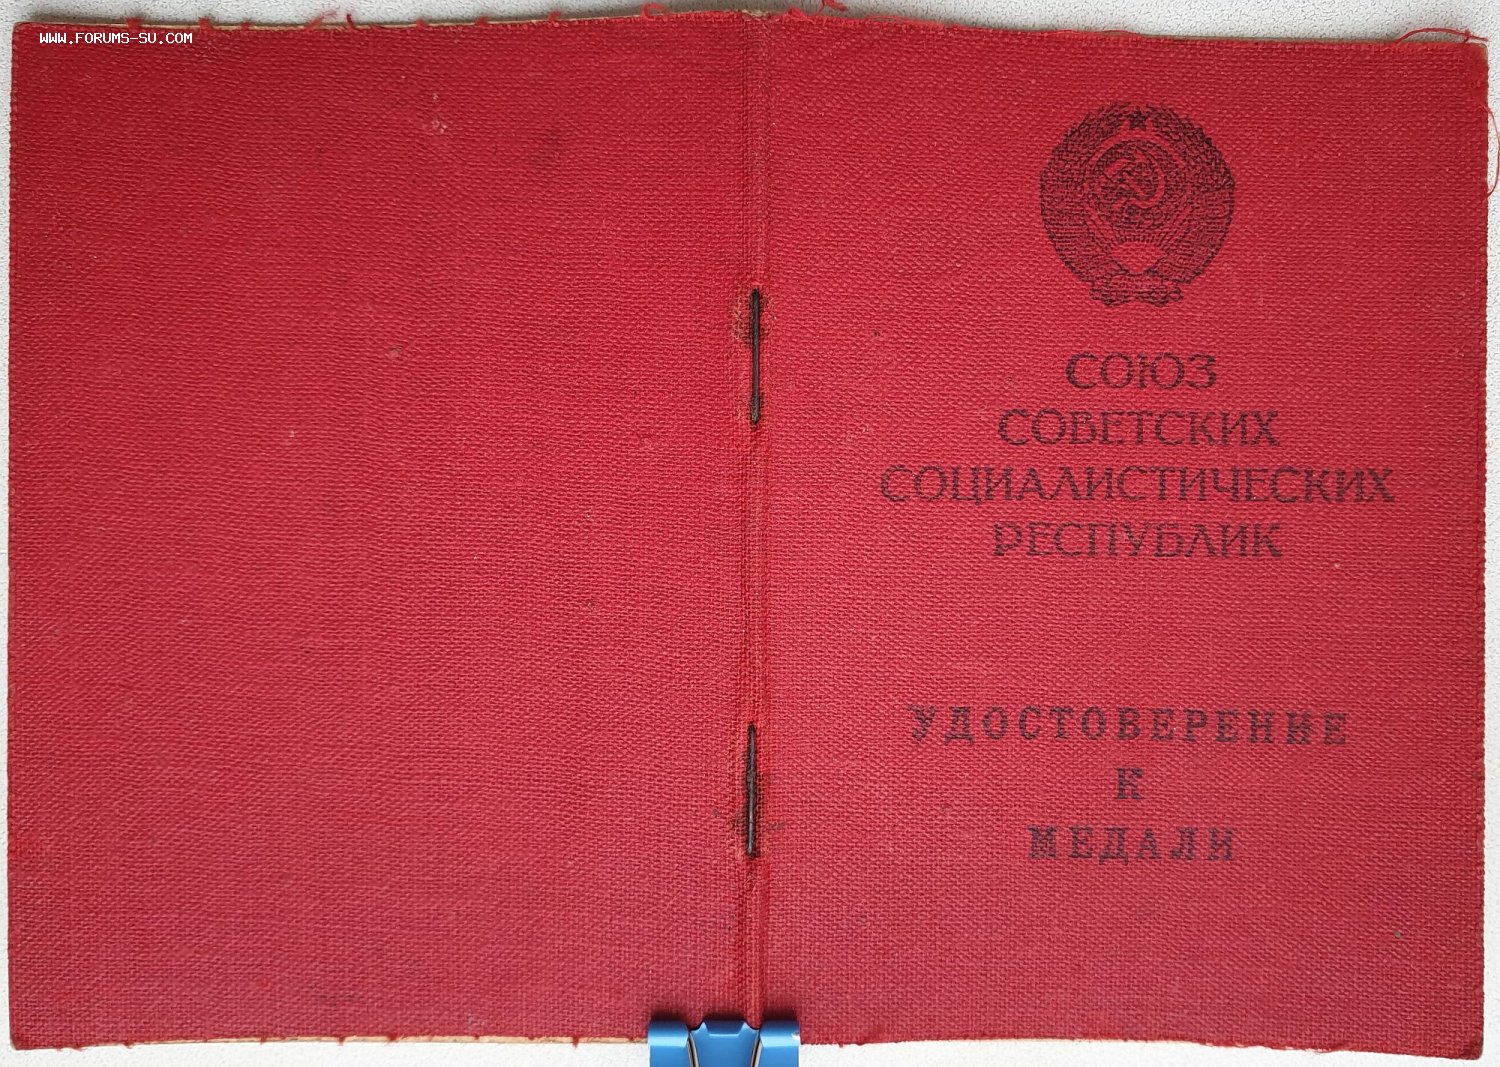 WWW.FORUMS-SU.COM
СОЮЗ
СОВЕТСКИХ
СОЦИАЛИСТИЧЕСКИХ
РЕСПУБЛИК
УДОСТОВЕРЕНИЕ
К
МЕДАЛИ